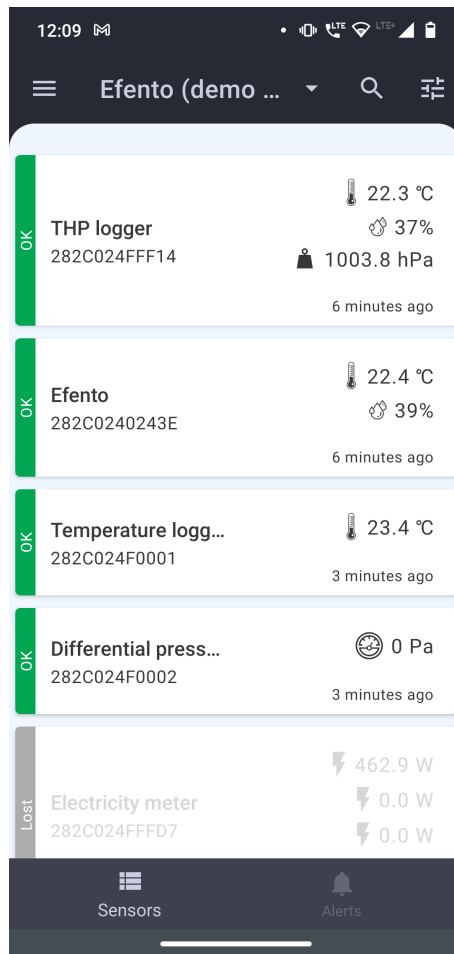 12:09
LTE
LTE+
Efento (demo ...
OK
THP logger
282C024FFF14
22.3 °C
37%
1003.8 hPa
6 minutes ago
OK
Efento
282C0240243E
22.4 °C
39%
6 minutes ago
OK
Temperature logg...
282C024F0001
23.4 °C
3 minutes ago
OK
Differential press...
282C024F0002
0 Pa
3 minutes ago
Lost
Electricity meter
282C024FFFD7
462.9 W
0.0 W
0.0 W
Sensors
Alerts